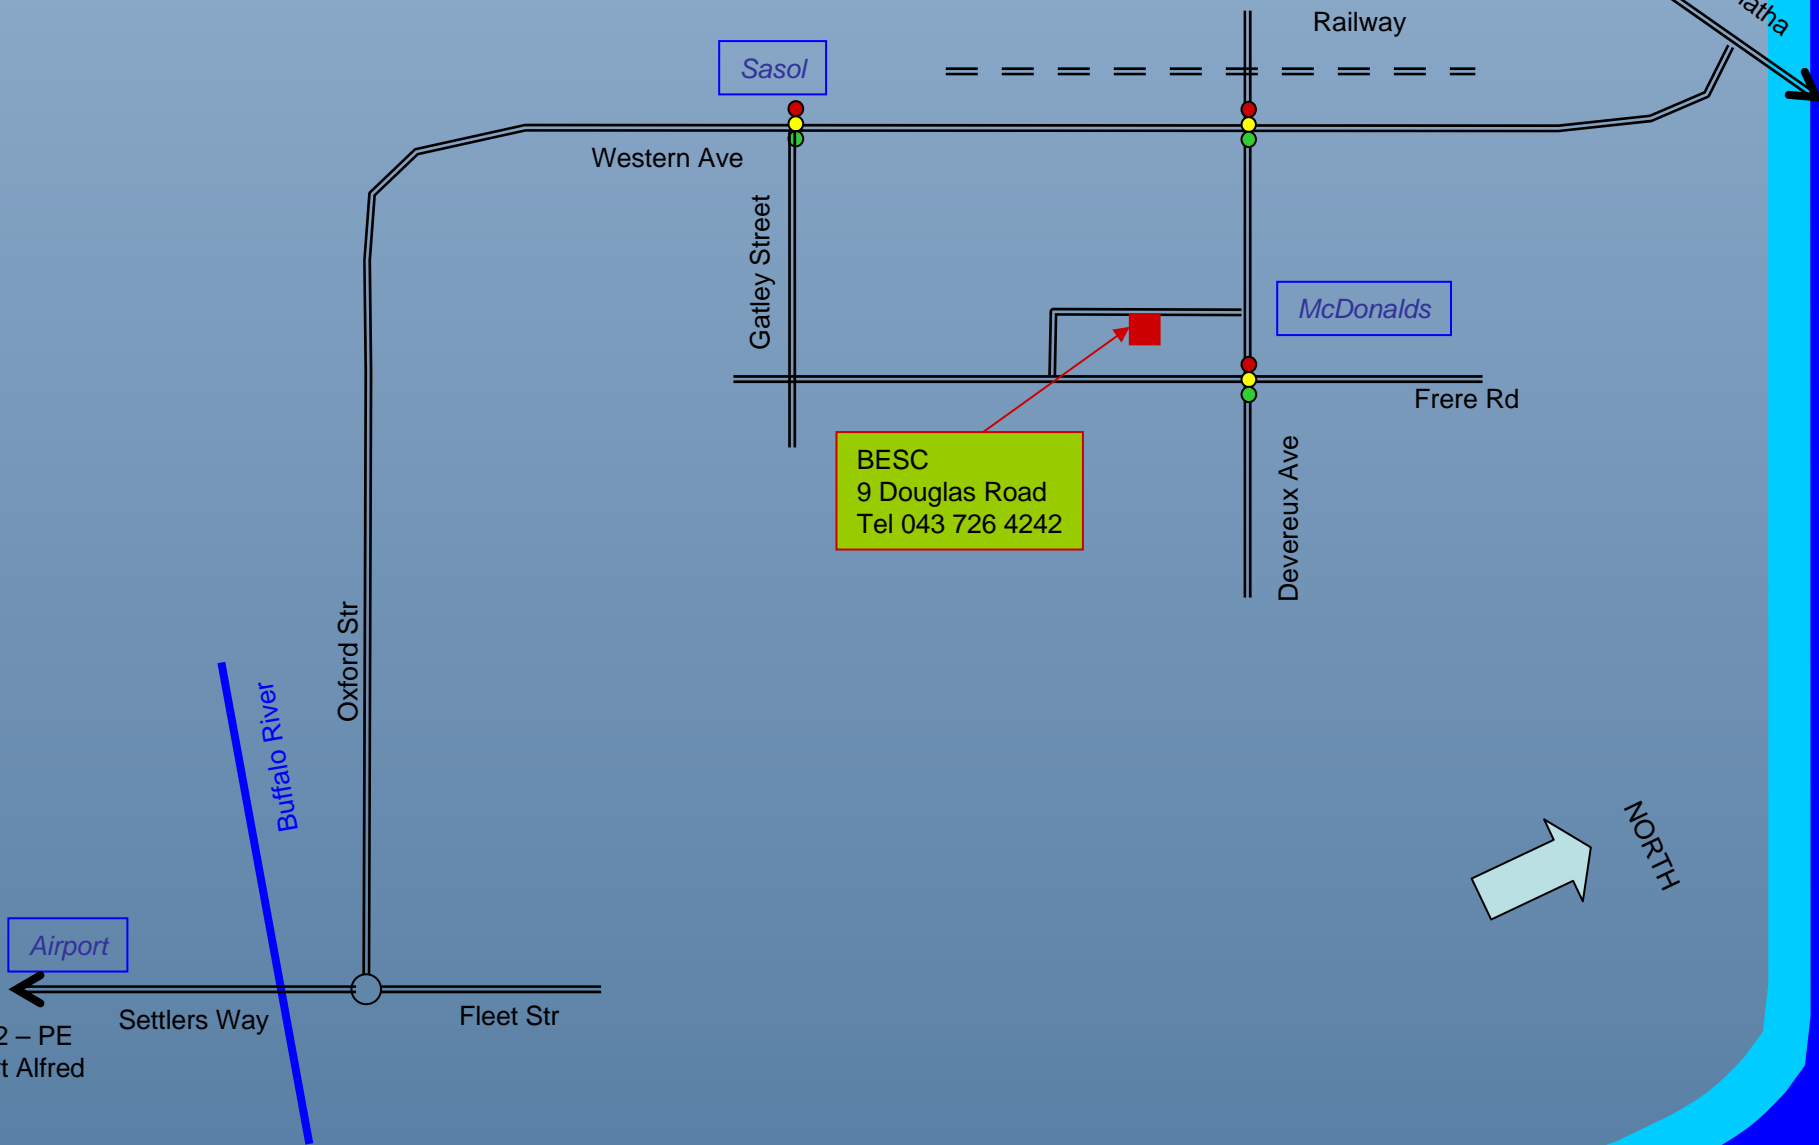 Railway
Sasol
Western Ave
Gatley Street
McDonalds
Frere Rd
BESC
9 Douglas Road
Tel 043 726 4242
Devereux Ave
Oxford Str
Buffalo River
NORTH
Airport
Settlers Way
Fleet Str
2 – PE
t Alfred